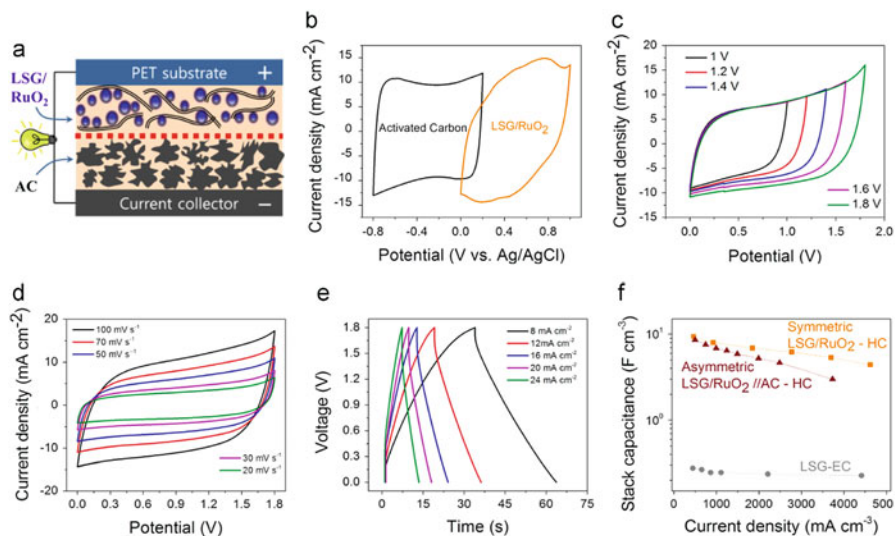 a
LSG/
RuO₂
AC
PET substrate +
Current collector −
b
Current density (mA cm⁻²)
15
10
5
0
-5
-10
-15
Activated Carbon
LSG/RuO₂
-0.8
-0.4
0.0
0.4
0.8
Potential (V vs. Ag/AgCl)
c
Current density (mA cm⁻²)
20
15
10
5
0
-5
-10
-15
1 V
1.2 V
1.4 V
1.6 V
1.8 V
0.0
0.5
1.0
1.5
2.0
Potential (V)
d
Current density (mA cm⁻²)
20
10
0
-10
-20
100 mV s⁻¹
70 mV s⁻¹
50 mV s⁻¹
30 mV s⁻¹
20 mV s⁻¹
0.0
0.3
0.6
0.9
1.2
1.5
1.8
Potential (V)
e
Voltage (V)
1.8
1.5
1.2
0.9
0.6
0.3
0.0
8 mA cm⁻²
12mA cm⁻²
16 mA cm⁻²
20 mA cm⁻²
24 mA cm⁻²
0
15
30
45
60
75
Time (s)
f
Stack capacitance (F cm⁻³)
10¹
10⁰
Symmetric
LSG/RuO₂ - HC
Asymmetric
LSG/RuO₂ //AC - HC
LSG-EC
0
1000
2000
3000
4000
500
Current density (mA cm⁻³)